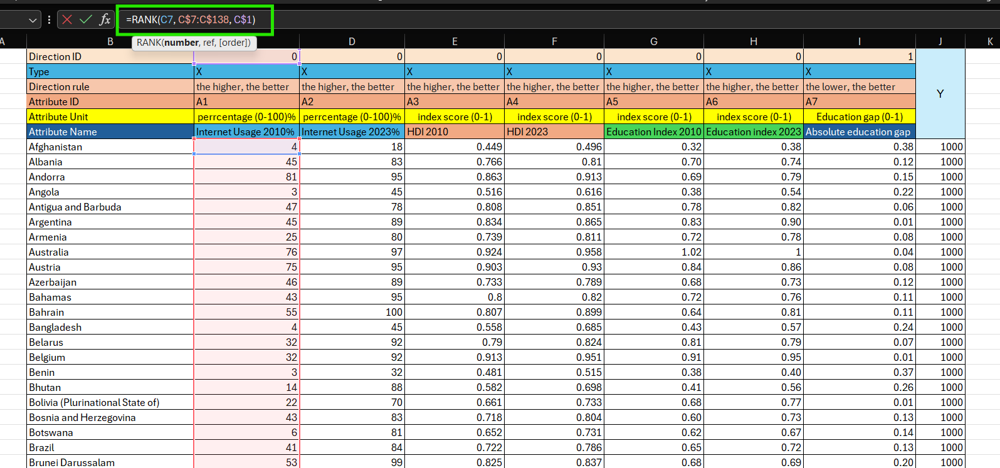 =RANK(C7, C$7:C$138, C$1)
RANK(number, ref, [order])
A B D E F G H I J K
Direction ID 0 0 0 0 0 0 1
Type X X X X X X X
Direction rule the higher, the better the higher, the better the higher, the better the higher, the better the higher, the better the higher, the better the lower, the better
Y
Attribute ID A1 A2 A3 A4 A5 A6 A7
Attribute Unit perrcentage (0-100)% perrcentage (0-100)% index score (0-1) index score (0-1) index score (0-1) index score (0-1) Education gap (0-1)
Attribute Name Internet Usage 2010% Internet Usage 2023% HDI 2010 HDI 2023 Education Index 2010 Education index 2023 Absolute education gap
Afghanistan 4 18 0.449 0.496 0.32 0.38 0.38 1000
Albania 45 83 0.766 0.81 0.70 0.74 0.12 1000
Andorra 81 95 0.863 0.913 0.69 0.79 0.15 1000
Angola 3 45 0.516 0.616 0.38 0.54 0.22 1000
Antigua and Barbuda 47 78 0.808 0.851 0.78 0.82 0.06 1000
Argentina 45 89 0.834 0.865 0.83 0.90 0.01 1000
Armenia 25 80 0.739 0.811 0.72 0.78 0.08 1000
Australia 76 97 0.924 0.958 1.02 1 0.04 1000
Austria 75 95 0.903 0.93 0.84 0.86 0.08 1000
Azerbaijan 46 89 0.733 0.789 0.68 0.73 0.12 1000
Bahamas 43 95 0.8 0.82 0.72 0.76 0.11 1000
Bahrain 55 100 0.807 0.899 0.64 0.81 0.11 1000
Bangladesh 4 45 0.558 0.685 0.43 0.57 0.24 1000
Belarus 32 92 0.79 0.824 0.81 0.79 0.07 1000
Belgium 32 92 0.913 0.951 0.91 0.95 0.01 1000
Benin 3 32 0.481 0.515 0.38 0.40 0.37 1000
Bhutan 14 88 0.582 0.698 0.41 0.56 0.26 1000
Bolivia (Plurinational State of) 22 70 0.661 0.733 0.68 0.77 0.01 1000
Bosnia and Herzegovina 43 83 0.718 0.804 0.60 0.73 0.13 1000
Botswana 6 81 0.652 0.731 0.62 0.67 0.14 1000
Brazil 41 84 0.722 0.786 0.65 0.72 0.13 1000
Brunei Darussalam 53 99 0.825 0.837 0.68 0.69 0.20 1000